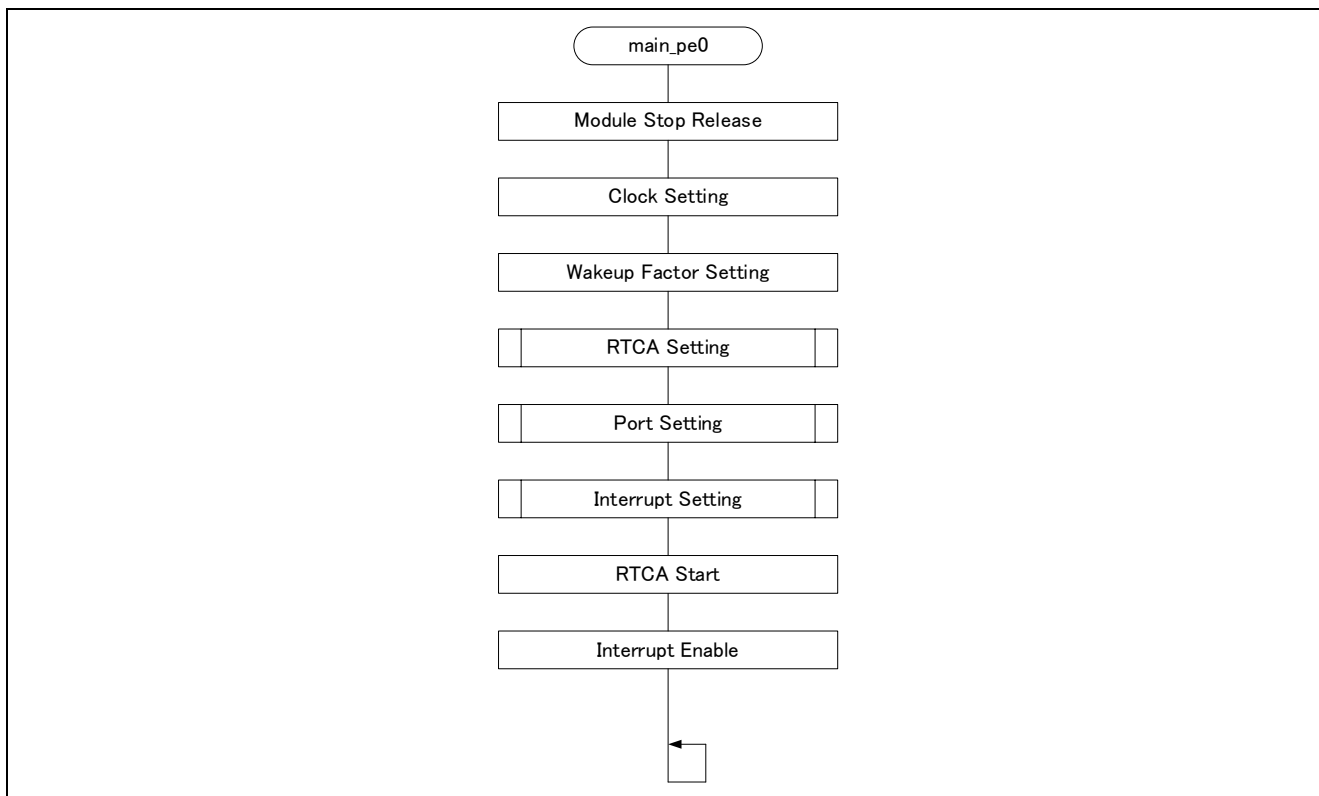 main_pe0
Module Stop Release
Clock Setting
Wakeup Factor Setting
RTCA Setting
Port Setting
Interrupt Setting
RTCA Start
Interrupt Enable